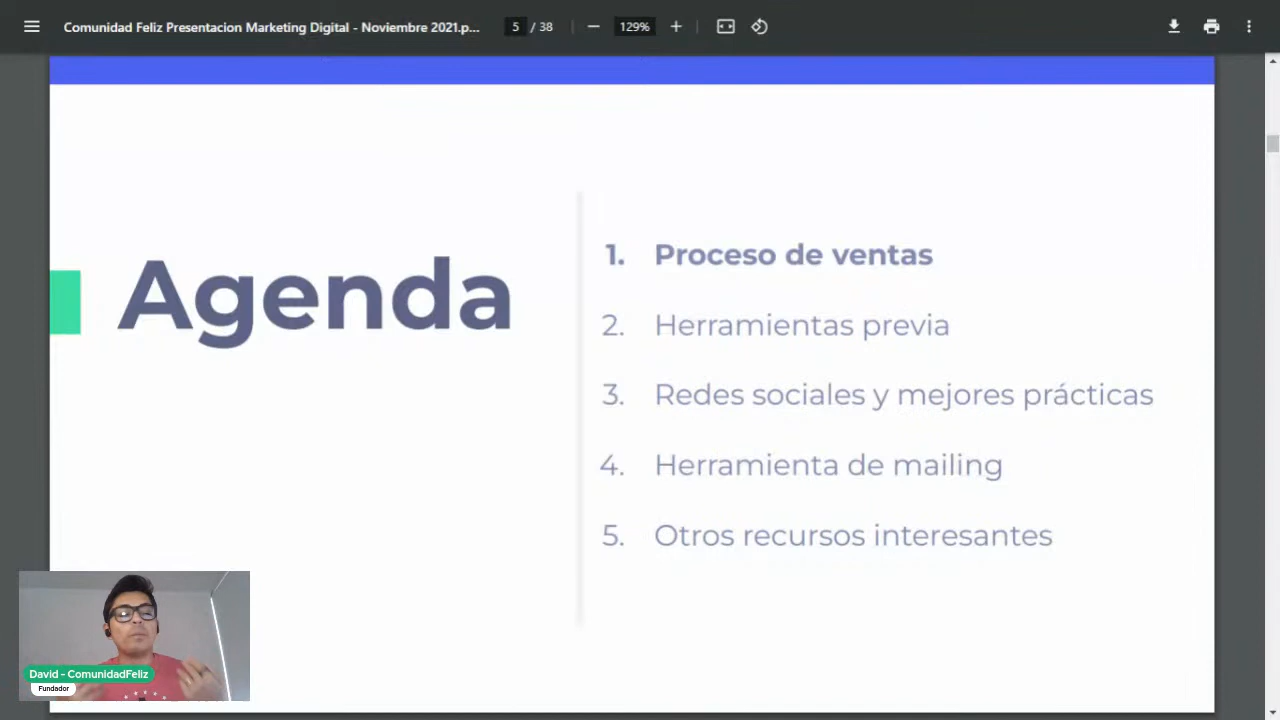 Comunidad Feliz Presentacion Marketing Digital - Noviembre 2021.p...
5 / 38
129%
Agenda
1. Proceso de ventas
2. Herramientas previa
3. Redes sociales y mejores prácticas
4. Herramienta de mailing
5. Otros recursos interesantes
David - ComunidadFeliz
Fundador